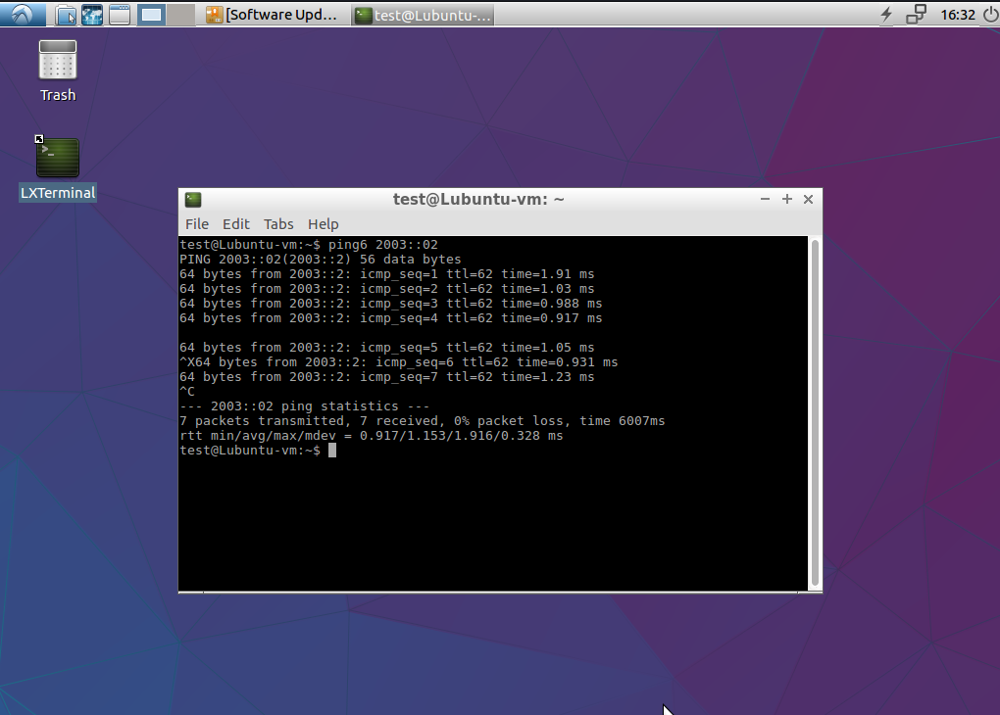 [Software Upd...
test@Lubuntu-...
16:32
Trash
LXTerminal
test@Lubuntu-vm: ~
File Edit Tabs Help
test@Lubuntu-vm:~$ ping6 2003::02
PING 2003::02(2003::2) 56 data bytes
64 bytes from 2003::2: icmp_seq=1 ttl=62 time=1.91 ms
64 bytes from 2003::2: icmp_seq=2 ttl=62 time=1.03 ms
64 bytes from 2003::2: icmp_seq=3 ttl=62 time=0.988 ms
64 bytes from 2003::2: icmp_seq=4 ttl=62 time=0.917 ms
64 bytes from 2003::2: icmp_seq=5 ttl=62 time=1.05 ms
^X64 bytes from 2003::2: icmp_seq=6 ttl=62 time=0.931 ms
64 bytes from 2003::2: icmp_seq=7 ttl=62 time=1.23 ms
^C
--- 2003::02 ping statistics ---
7 packets transmitted, 7 received, 0% packet loss, time 6007ms
rtt min/avg/max/mdev = 0.917/1.153/1.916/0.328 ms
test@Lubuntu-vm:~$